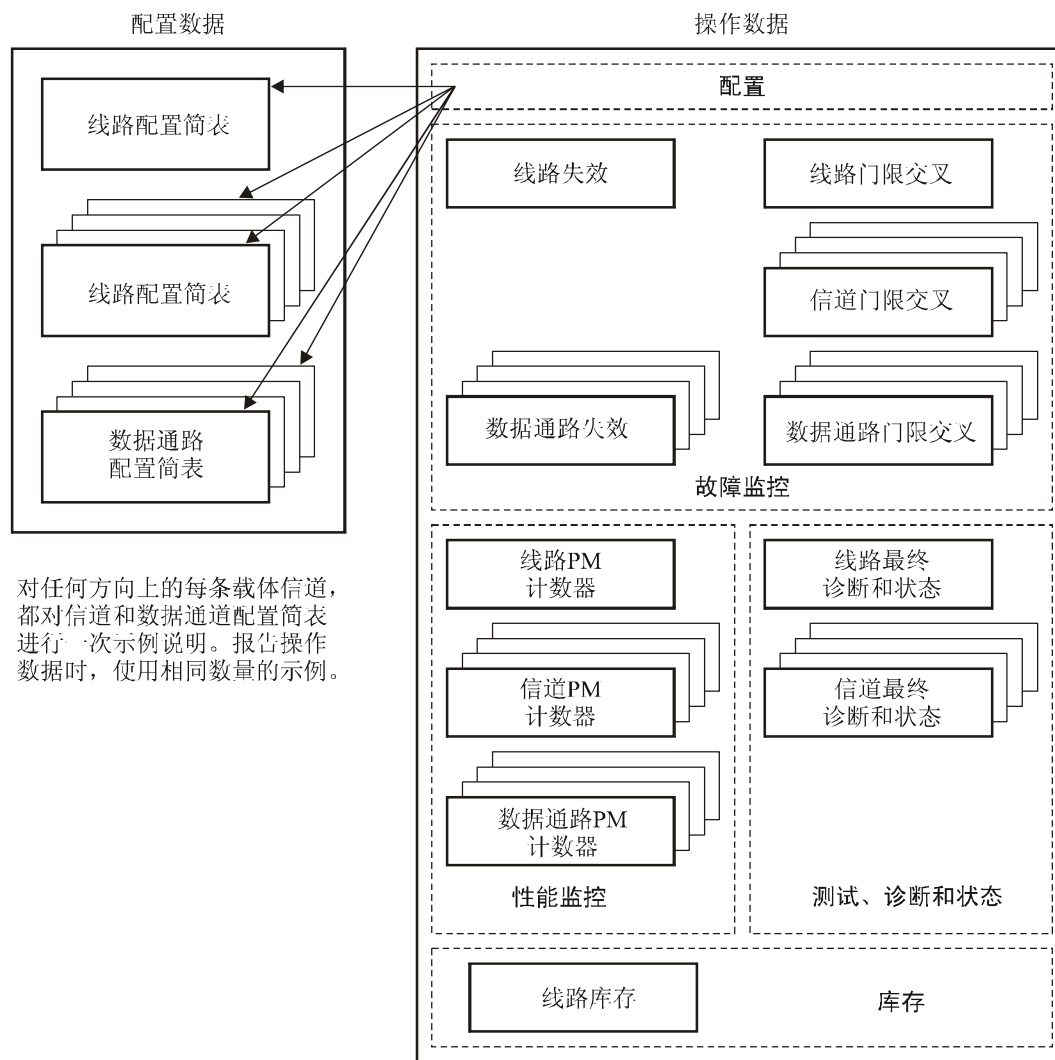 配置数据
线路配置简表
线路配置简表
数据通路
配置简表
对任何方向上的每条载体信道，
都对信道和数据通道配置简表
进行一次示例说明。报告操作
数据时，使用相同数量的示例。
操作数据
配置
线路失效
线路门限交叉
信道门限交叉
数据通路失效
数据通路门限交叉
故障监控
线路PM
计数器
信道PM
计数器
数据通路PM
计数器
性能监控
线路最终
诊断和状态
信道最终
诊断和状态
测试、诊断和状态
线路库存
库存